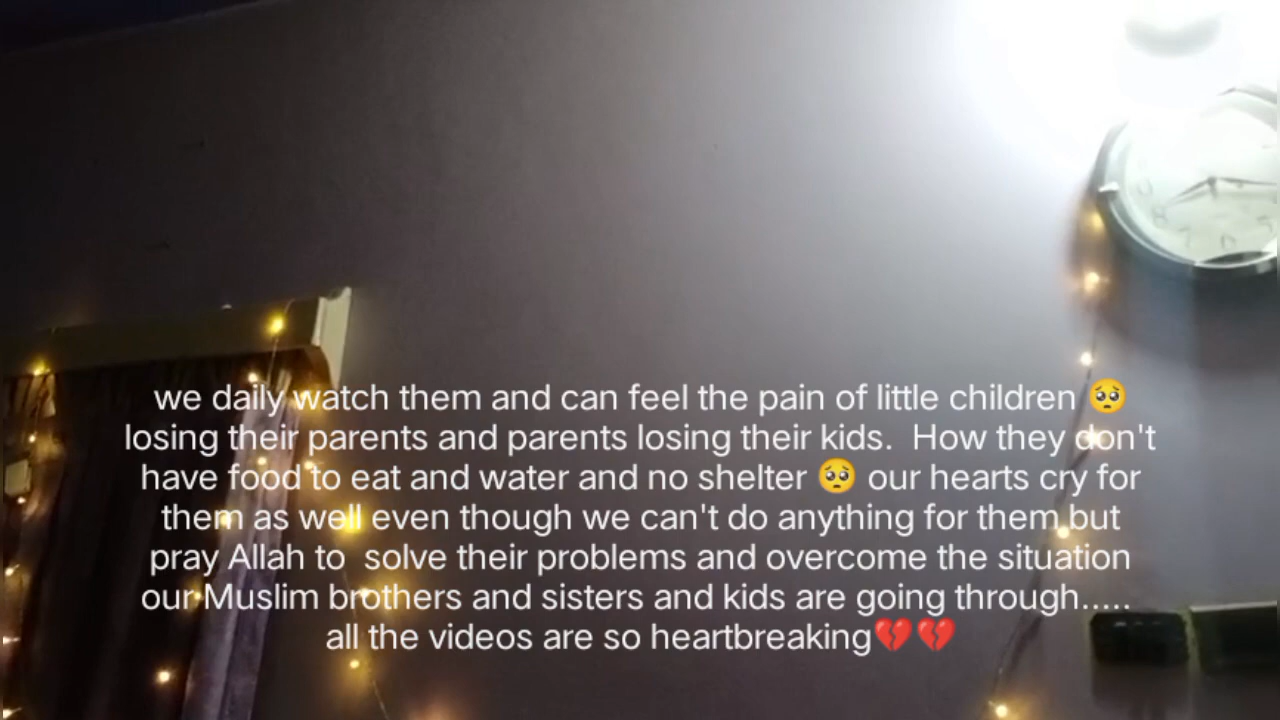 we daily watch them and can feel the pain of little children 🥺
losing their parents and parents losing their kids.  How they don't
have food to eat and water and no shelter 🥺 our hearts cry for
them as well even though we can't do anything for them but
pray Allah to  solve their problems and overcome the situation
our Muslim brothers and sisters and kids are going through.....
all the videos are so heartbreaking💔💔